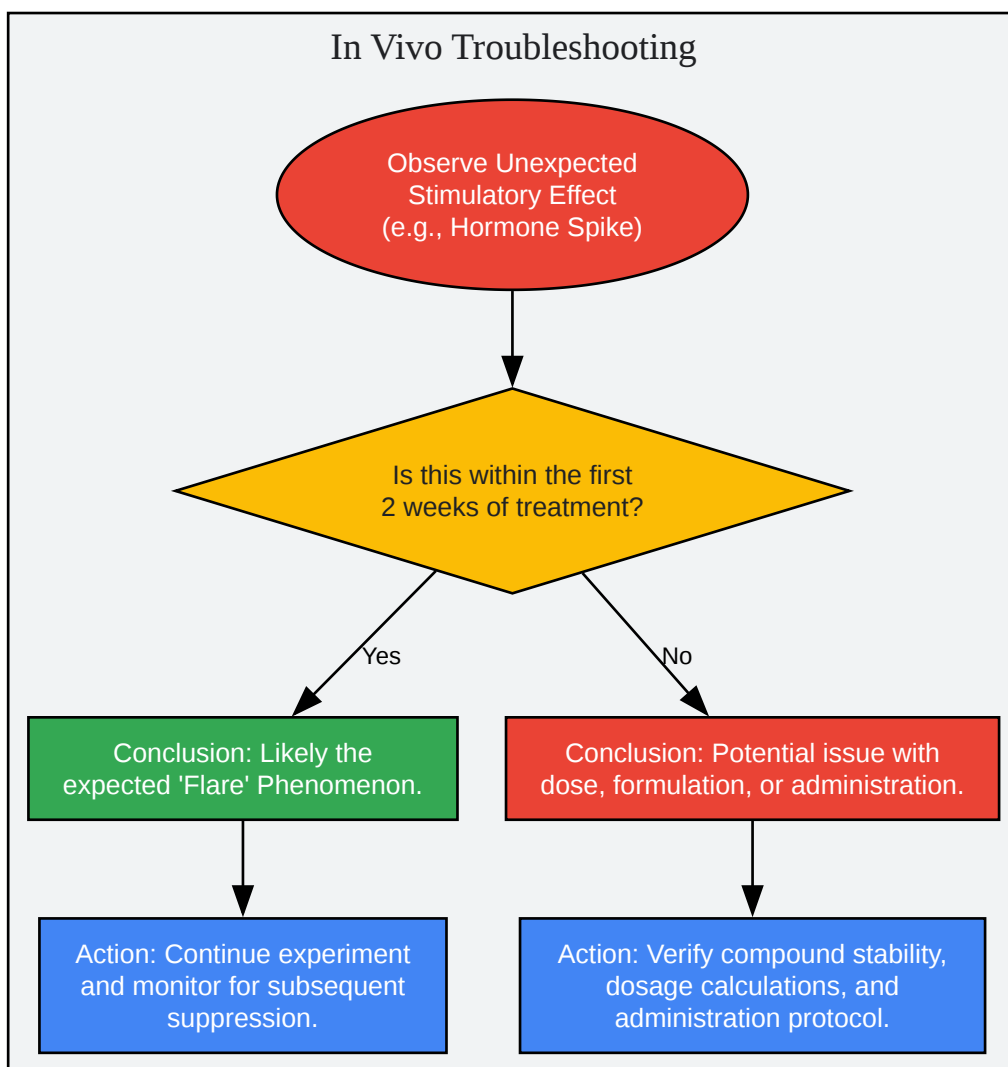 In Vivo Troubleshooting
Observe Unexpected
Stimulatory Effect
(e.g., Hormone Spike)
Is this within the first
2 weeks of treatment?
Yes
No
Conclusion: Likely the
expected 'Flare' Phenomenon.
Conclusion: Potential issue with
dose, formulation, or administration.
Action: Continue experiment
and monitor for subsequent
suppression.
Action: Verify compound stability,
dosage calculations, and
administration protocol.